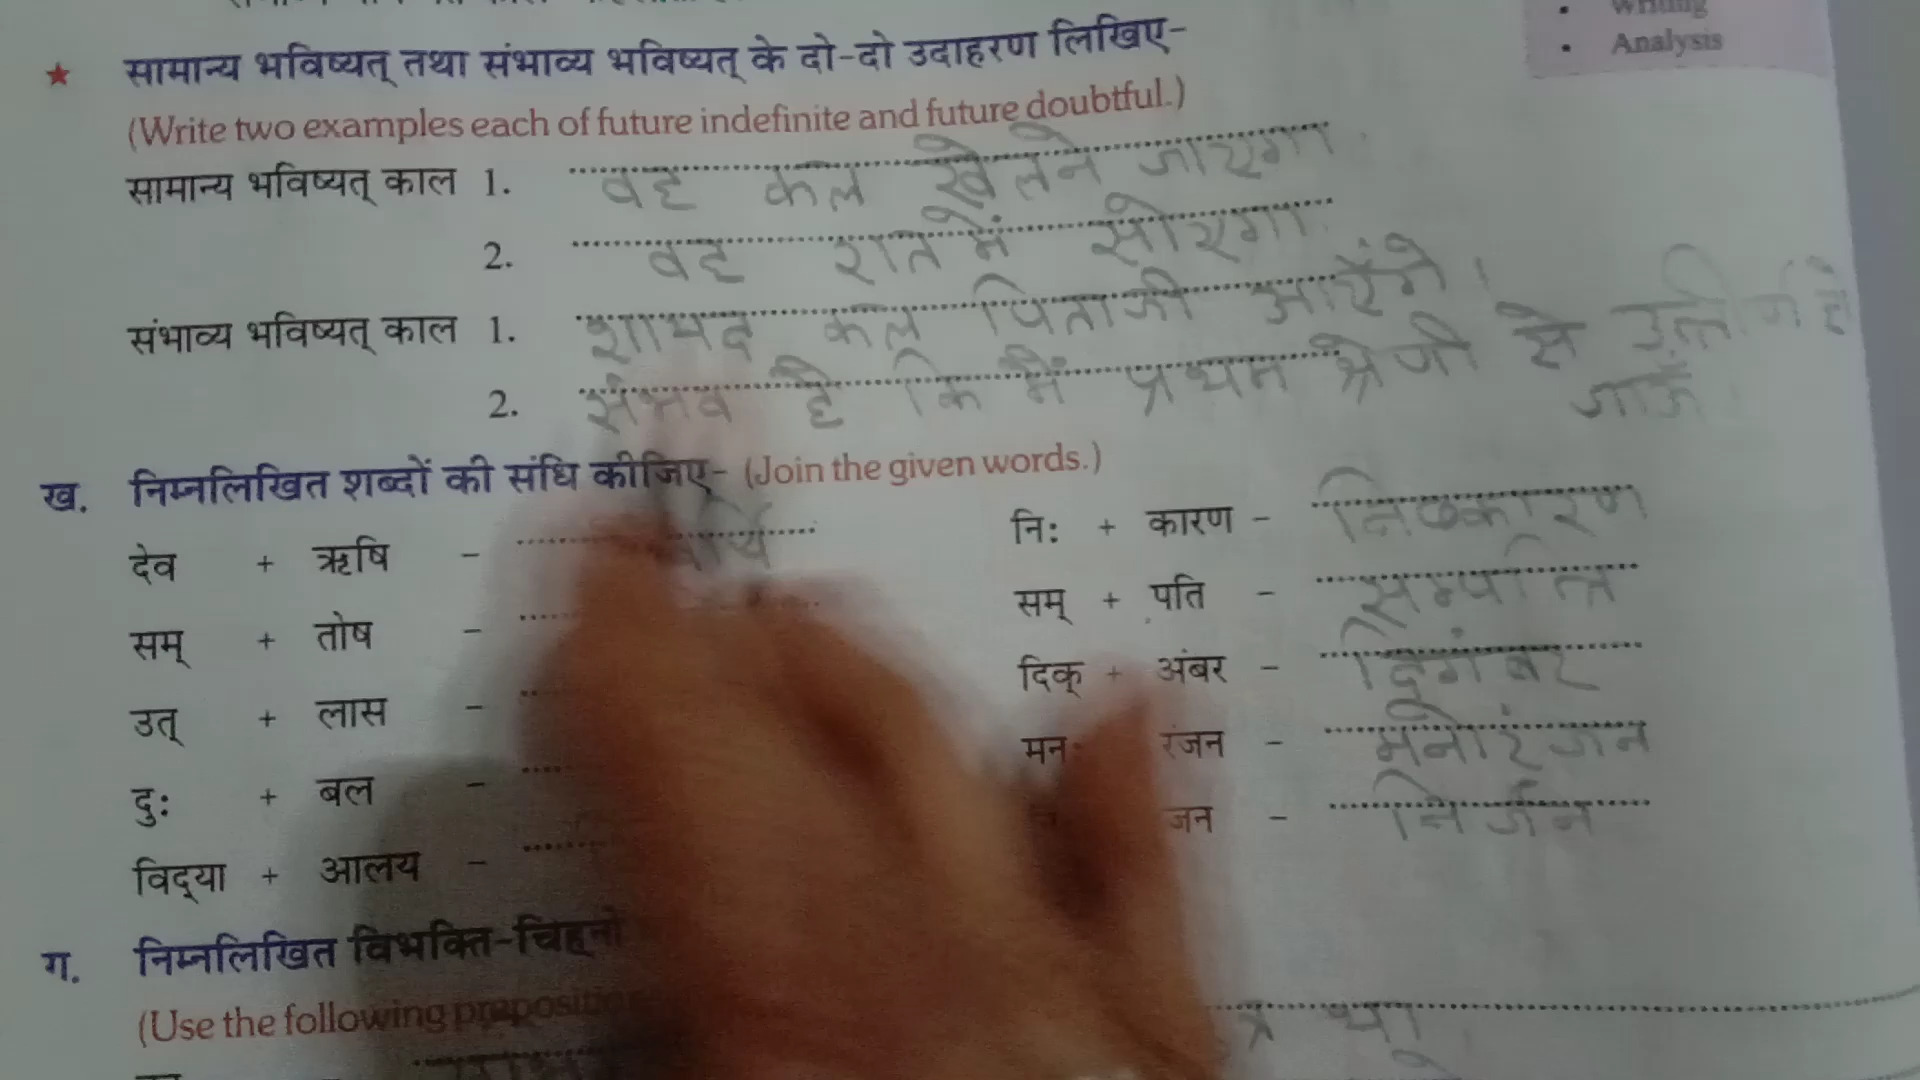 Writing
• Analysis
★ सामान्य भविष्यत् तथा संभाव्य भविष्यत् के दो-दो उदाहरण लिखिए-
(Write two examples each of future indefinite and future doubtful.)
सामान्य भविष्यत् काल 1. वह कल खेलने जाएगा
2. वह रात में सोएगा
संभाव्य भविष्यत् काल 1. शायद कल पिताजी आएँगे ।
2. संभव है कि मैं प्रथम श्रेणी से उत्तीर्ण हो
जाऊँ
ख. निम्नलिखित शब्दों की संधि कीजिए- (Join the given words.)
देव + ऋषि -
नि: + कारण - निष्कारण
सम् + तोष -
सम् + पति - सम्पत्ति
उत् + लास -
दिक् + अंबर - दिगंबर
दु: + बल -
मन रंजन - मनोरंजन
विद्‌या + आलय -
जन - निर्जन
ग. निम्नलिखित विभक्ति-चिह्‌नों
(Use the following